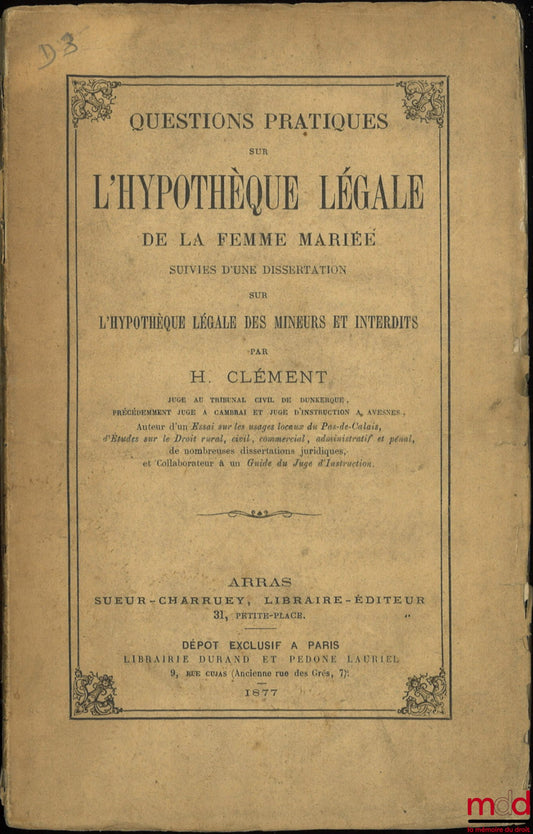 D3
QUESTIONS PRATIQUES
SUR
L'HYPOTHÈQUE LÉGALE
DE LA FEMME MARIÉE
SUIVIES D'UNE DISSERTATION
SUR
L'HYPOTHÈQUE LÉGALE DES MINEURS ET INTERDITS
PAR
H. CLÉMENT
JUGE AU TRIBUNAL CIVIL DE DUNKERQUE,
PRÉCÉDEMMENT JUGE A CAMBRAI ET JUGE D'INSTRUCTION A AVESNES,
Auteur d'un Essai sur les usages locaux du Pas-de-Calais,
d'Études sur le Droit rural, civil, commercial, administratif et pénal,
de nombreuses dissertations juridiques,
et Collaborateur à un Guide du Juge d'Instruction.
ARRAS
SUEUR-CHARRUEY, LIBRAIRE-ÉDITEUR
31, PETITE-PLACE.
DÉPOT EXCLUSIF A PARIS
LIBRAIRIE DURAND ET PEDONE LAURIEL
9, RUE CUJAS (Ancienne rue des Grés, 7).
1877
mdd
la mémoire du droit